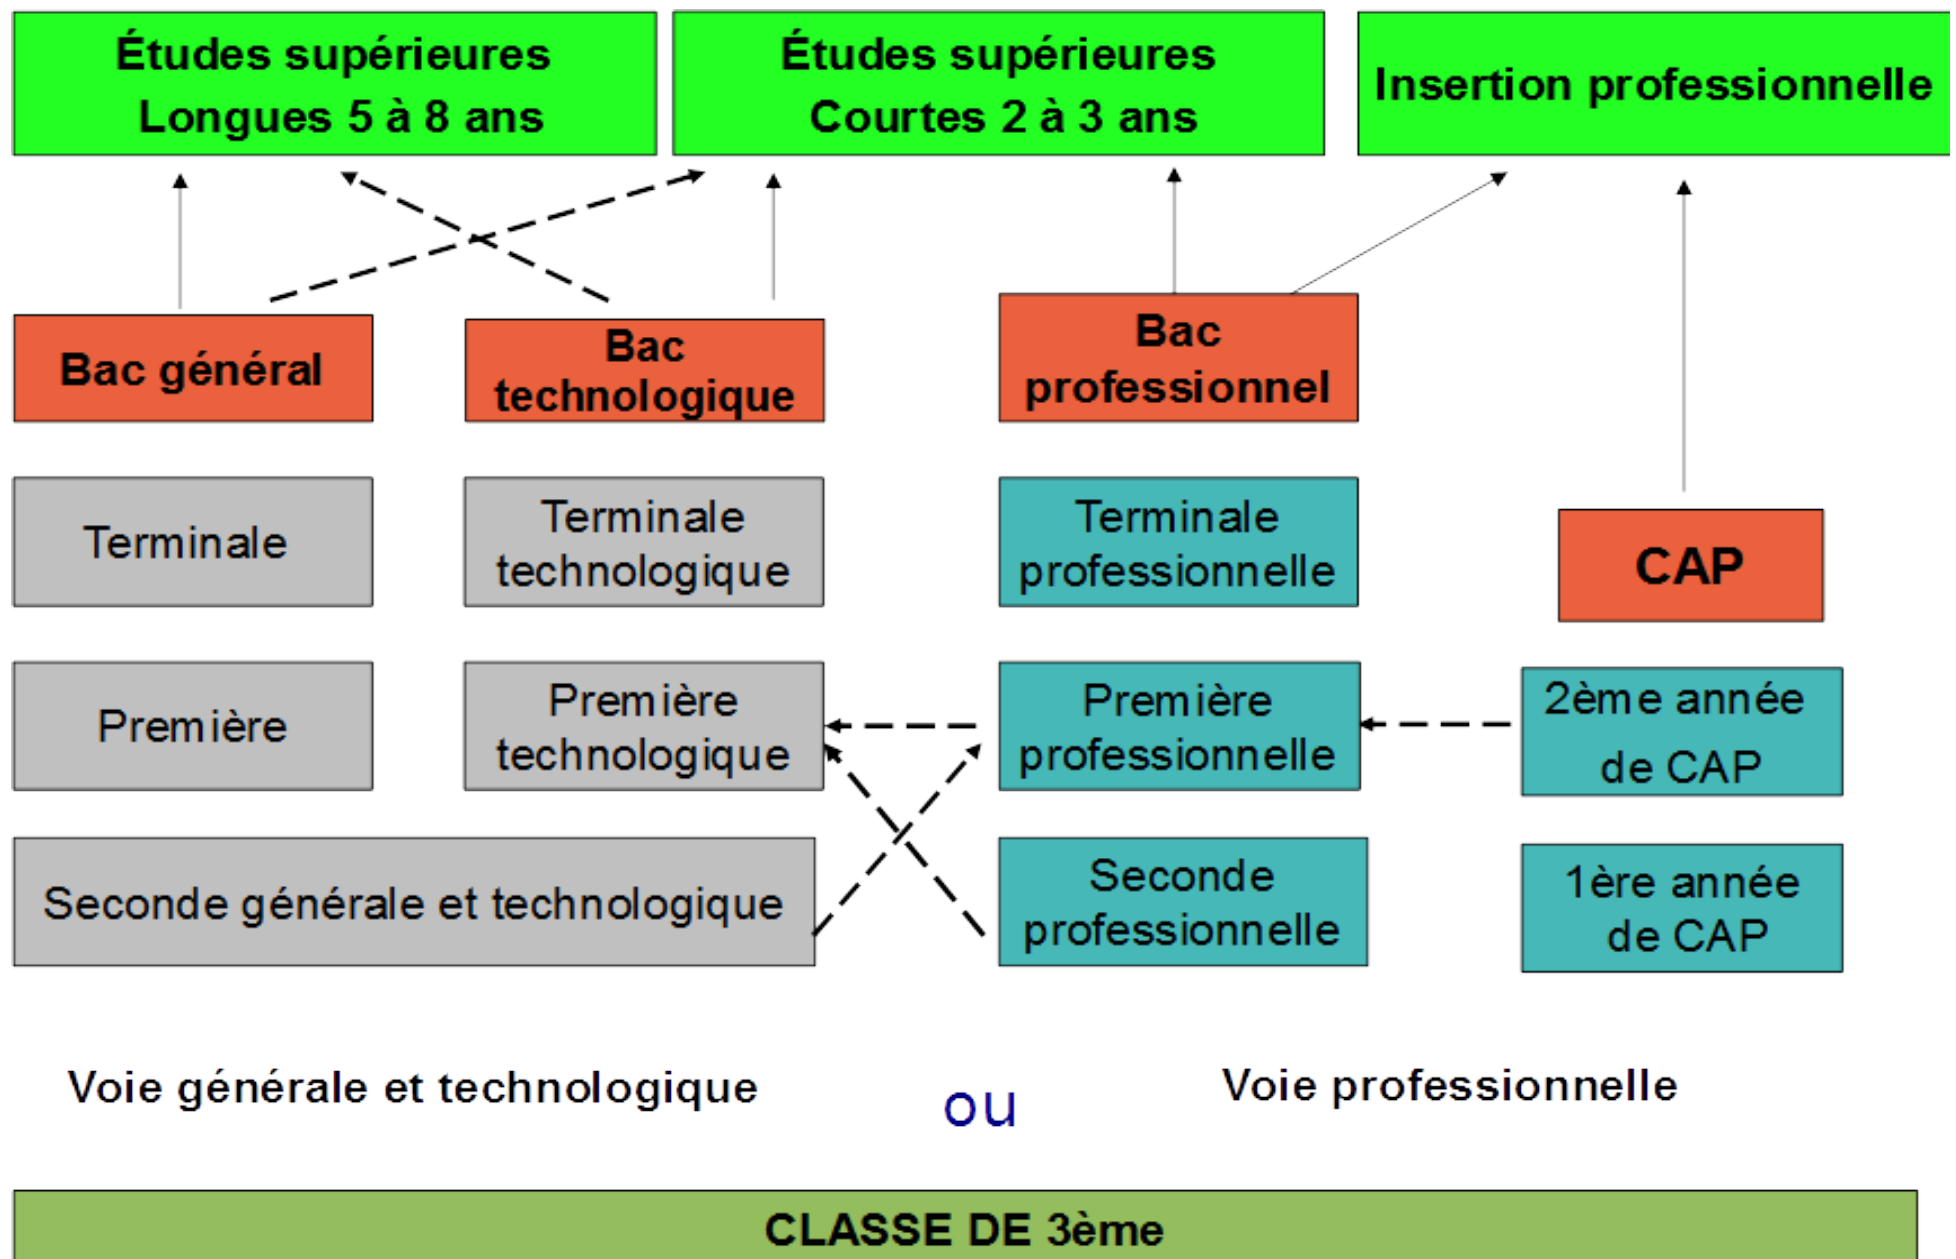 Études supérieures
Longues 5 à 8 ans
Études supérieures
Courtes 2 à 3 ans
Insertion professionnelle
Bac général
Bac
technologique
Bac
professionnel
Terminale
Terminale
technologique
Terminale
professionnelle
CAP
Première
Première
technologique
Première
professionnelle
2ème année
de CAP
Seconde générale et technologique
Seconde
professionnelle
1ère année
de CAP
Voie générale et technologique
ou
Voie professionnelle
CLASSE DE 3ème